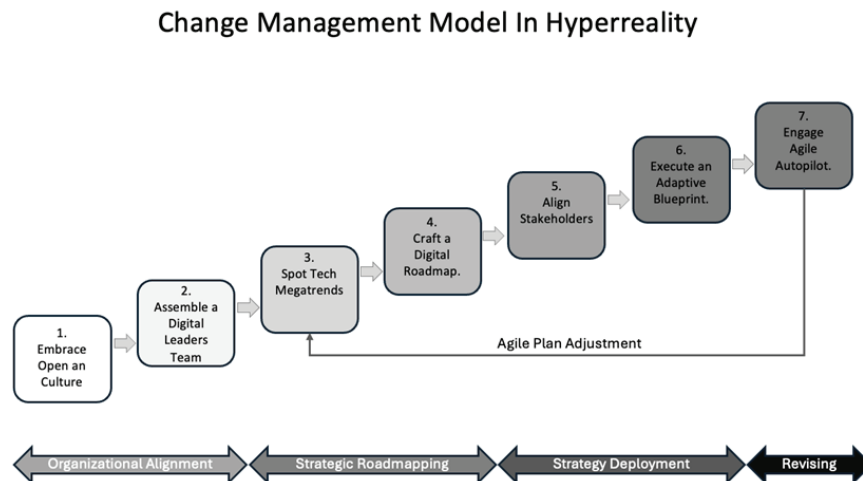 Change Management Model In Hyperreality
1.
Embrace
Open an
Culture
2.
Assemble a
Digital
Leaders
Team
3.
Spot Tech
Megatrends
4.
Craft a
Digital
Roadmap.
5.
Align
Stakeholders
6.
Execute an
Adaptive
Blueprint.
7.
Engage
Agile
Autopilot.
Agile Plan Adjustment
Organizational Alignment
Strategic Roadmapping
Strategy Deployment
Revising